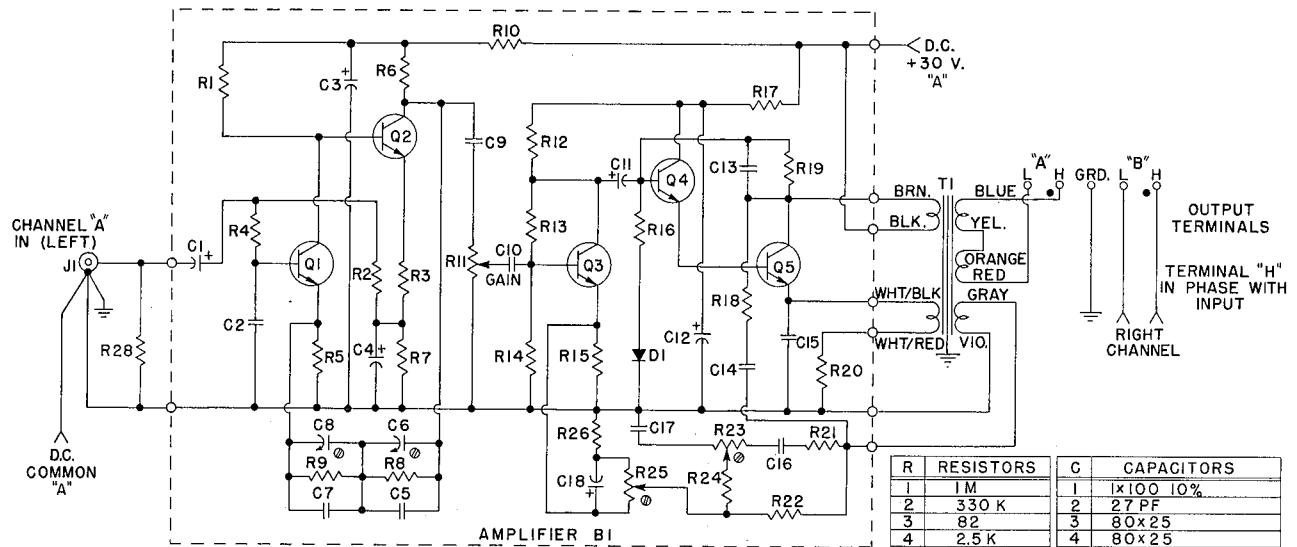 R10
D.C.
+30 V.
"A"
R1
C3
+
R6
R17
Q2
C9
R12
C11
+
Q4
C13
R19
"A"
"B"
L H GRD. L H
BRN.
T1
BLUE
OUTPUT
TERMINALS
CHANNEL "A"
IN (LEFT)
J1
C1
+
R4
Q1
R2
R3
R11
C10
GAIN
R13
Q3
R16
Q5
BLK.
YEL.
ORANGE
RED
TERMINAL "H"
IN PHASE WITH
INPUT
C2
R18
WHT/BLK
GRAY
R28
R5
C4
+
R7
R14
R15
D1
C12
+
C14
C15
R20
WHT/RED
VIO.
RIGHT
CHANNEL
D.C.
COMMON
"A"
C8
C6
R9
R8
C7
C5
R26
C17
R23
C16
R21
C18
+
R25
R24
R22
AMPLIFIER B1
R RESISTORS
1 1M
2 330 K
3 82
4 2.5 K
C CAPACITORS
1 1x100 10%
2 27 PF
3 80x25
4 80x25